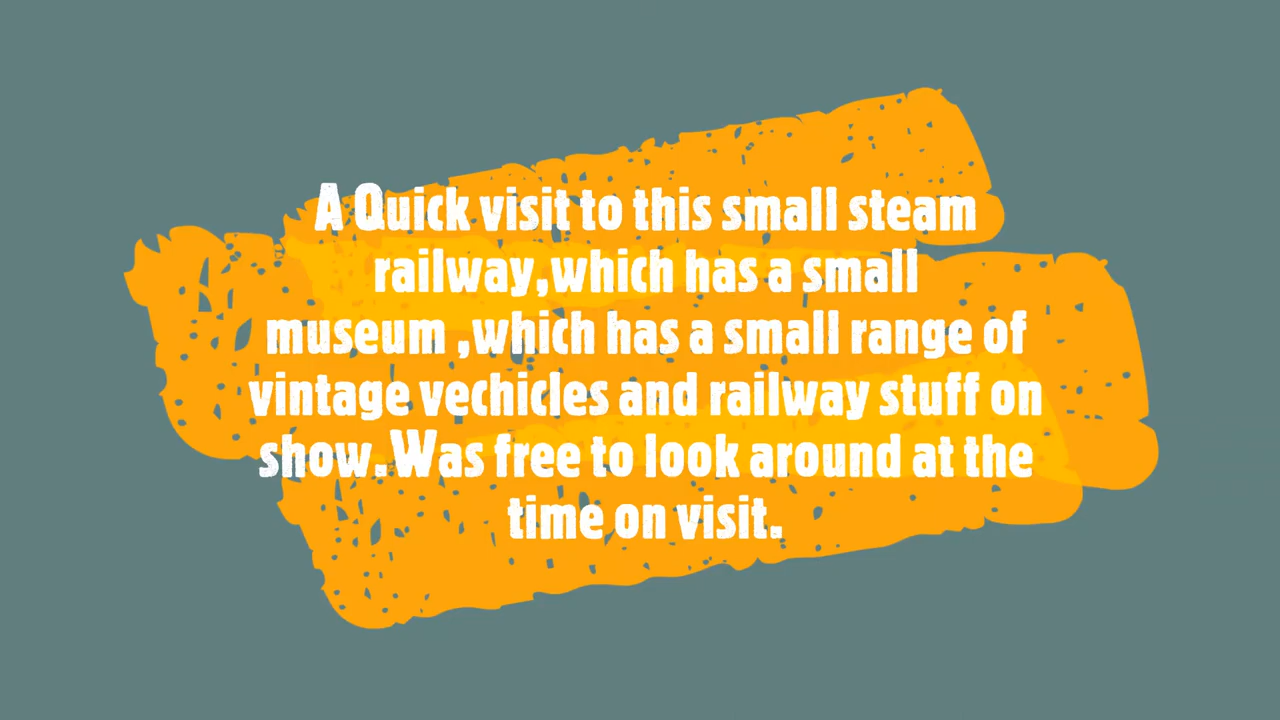 A Quick visit to this small steam
railway,which has a small
museum ,which has a small range of
vintage vechicles and railway stuff on
show.Was free to look around at the
time on visit.